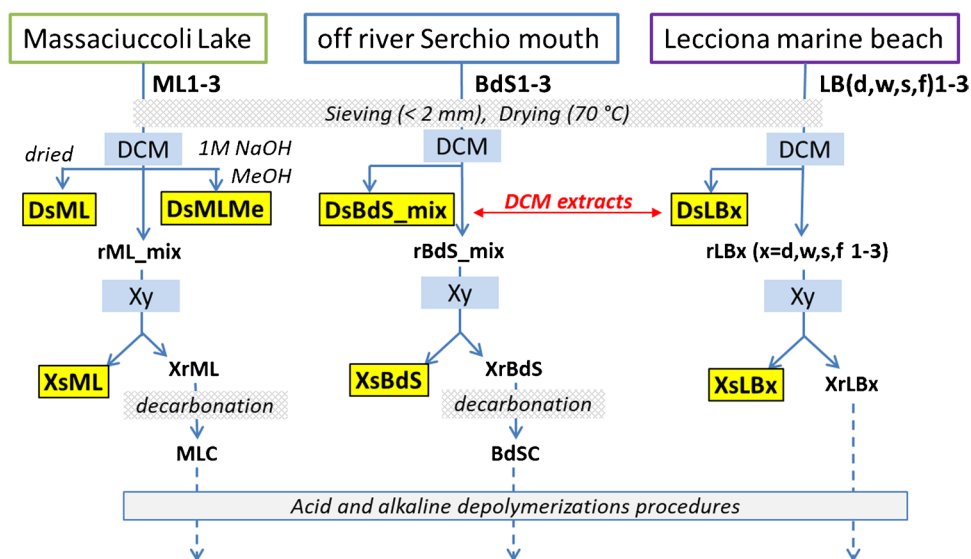 Massaciuccoli Lake
off river Serchio mouth
Lecciona marine beach
ML1-3
BdS1-3
LB(d,w,s,f)1-3
Sieving (< 2 mm), Drying (70 °C)
dried
DCM
1M NaOH
MeOH
DCM
DCM
DsML
DsMLMe
DsBdS_mix
DCM extracts
DsLBx
rML_mix
rBdS_mix
rLBx (x=d,w,s,f 1-3)
Xy
Xy
Xy
XsML
XrML
XsBdS
XrBdS
XsLBx
XrLBx
decarbonation
decarbonation
MLC
BdSC
Acid and alkaline depolymerizations procedures